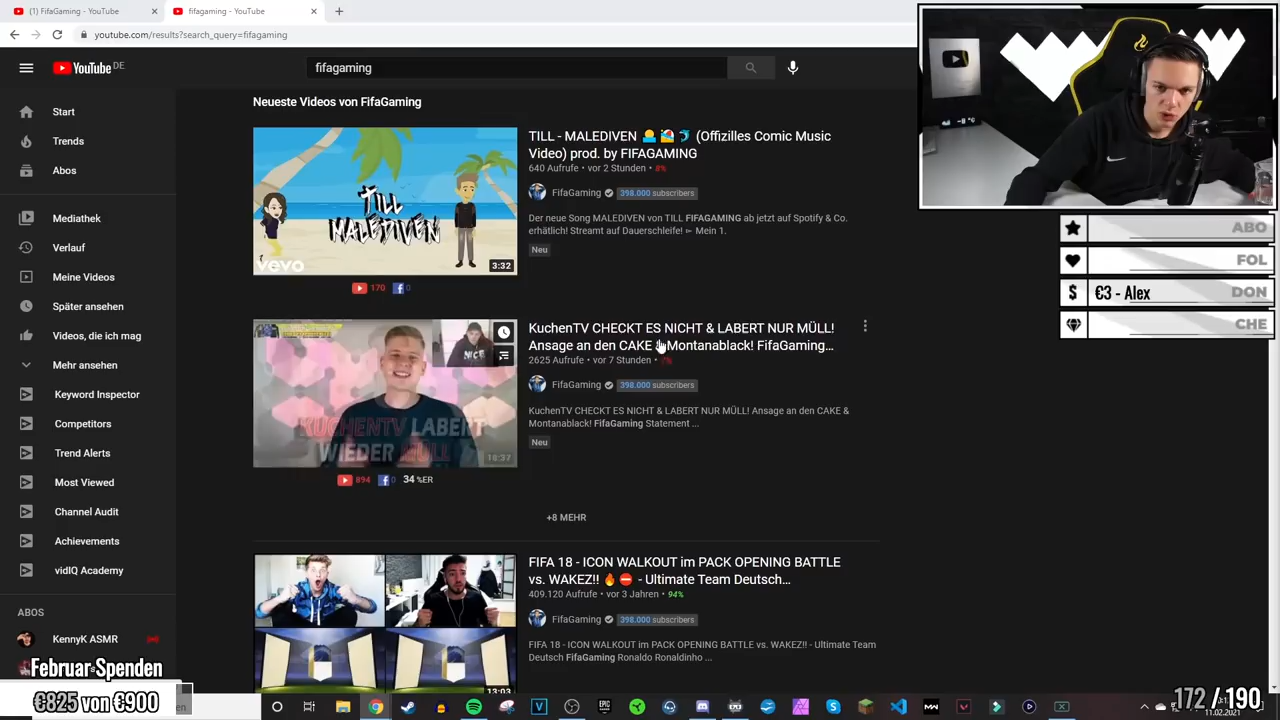 (1) FifaGaming - YouTube
fifagaming - YouTube
youtube.com/results?search_query=fifagaming
YouTube DE
fifagaming
Start
Trends
Abos
Mediathek
Verlauf
Meine Videos
Später ansehen
Videos, die ich mag
Mehr ansehen
Keyword Inspector
Competitors
Trend Alerts
Most Viewed
Channel Audit
Achievements
vidIQ Academy
ABOS
KennyK ASMR
Februar Spenden
€825 von €900
Neueste Videos von FifaGaming
TILL MALEDIVEN
vevo
3:32
170
0
TILL - MALEDIVEN (Offizilles Comic Music
Video) prod. by FIFAGAMING
640 Aufrufe • vor 2 Stunden •
FifaGaming 398.000 subscribers
Der neue Song MALEDIVEN von TILL FIFAGAMING ab jetzt auf Spotify & Co.
erhätlich! Streamt auf Dauerschleife! ► Mein 1.
Neu
NICE
KUCHENTV LABERT
WIEDER MÜLL
18:37
894
0
34 %ER
KuchenTV CHECKT ES NICHT & LABERT NUR MÜLL!
Ansage an den CAKE & Montanablack! FifaGaming...
2625 Aufrufe • vor 7 Stunden •
FifaGaming 398.000 subscribers
KuchenTV CHECKT ES NICHT & LABERT NUR MÜLL! Ansage an den CAKE &
Montanablack! FifaGaming Statement ...
Neu
+8 MEHR
13:03
FIFA 18 - ICON WALKOUT im PACK OPENING BATTLE
vs. WAKEZ!! - Ultimate Team Deutsch...
409.120 Aufrufe • vor 3 Jahren • 94%
FifaGaming 398.000 subscribers
FIFA 18 - ICON WALKOUT im PACK OPENING BATTLE vs. WAKEZ!! - Ultimate Team
Deutsch FifaGaming Ronaldo Ronaldinho ...
ABO
FOL
$ €3 - Alex DON
CHE
EPIC
MW
172 / 190
11.02.2021